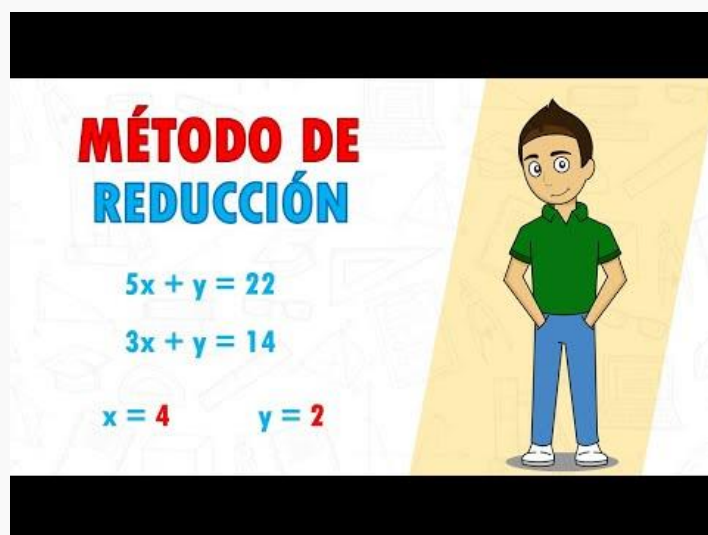 MÉTODO DE
REDUCCIÓN
5x + y = 22
3x + y = 14
x = 4 y = 2